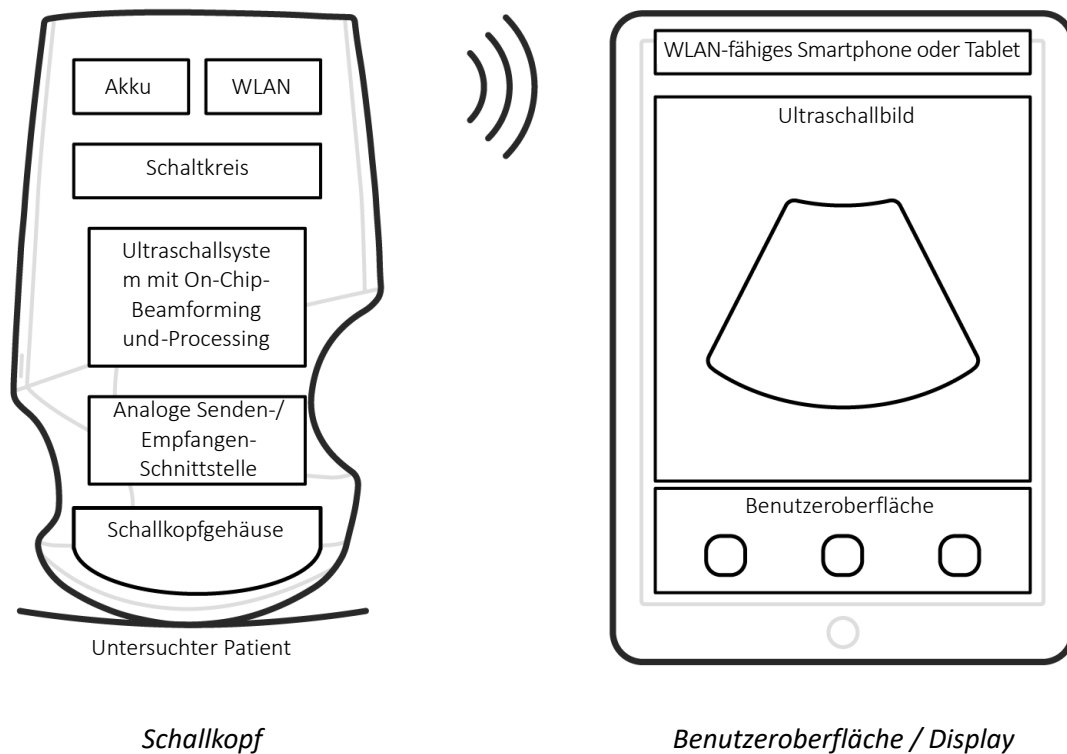 Akku
WLAN
Schaltkreis
Ultraschallsyste
m mit On-Chip-
Beamforming
und-Processing
Analoge Senden-/
Empfangen-
Schnittstelle
Schallkopfgehäuse
Untersuchter Patient
Schallkopf
WLAN-fähiges Smartphone oder Tablet
Ultraschallbild
Benutzeroberfläche
Benutzeroberfläche / Display